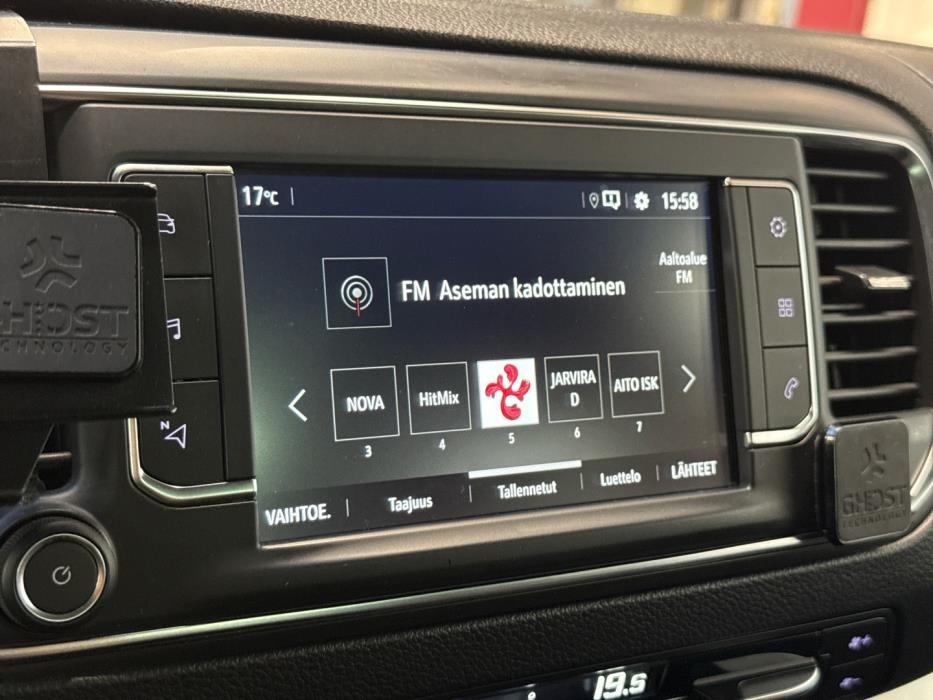 17°C
15:58
Aaltoalue
FM
FM Aseman kadottaminen
NOVA
HitMix
JARVIRA
D
AITO ISK
3
4
5
6
7
VAIHTOE.
Taajuus
Tallennetut
Luettelo
LÄHTEET
N
GHOST
TECHNOLOGY
GHOST
TECHNOLOGY
19.5